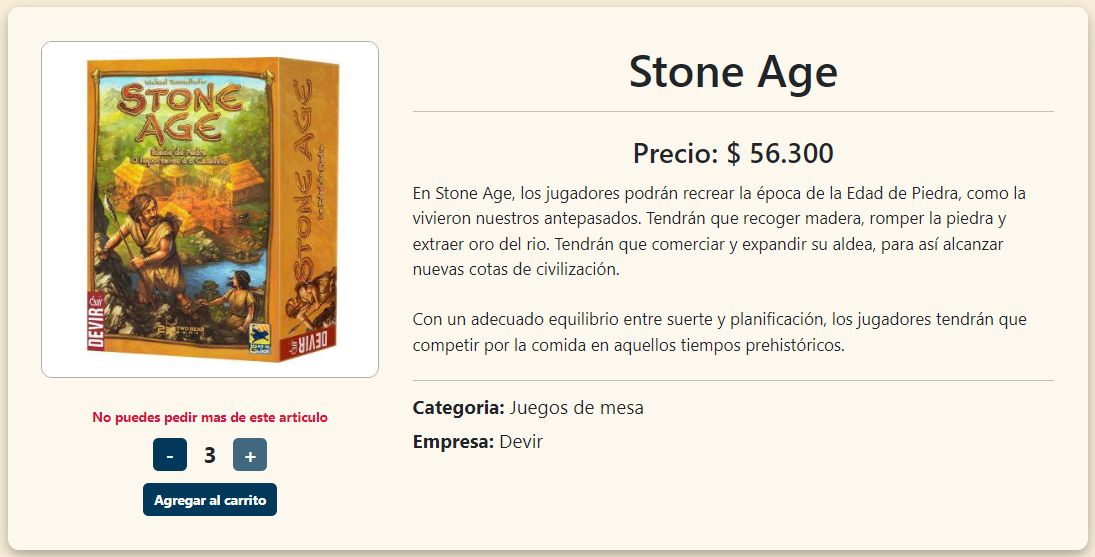 Michael Tummelhofer
STONE
AGE
STONE AGE
DEVIR
DEVIR
No puedes pedir mas de este articulo
-
3
+
Agregar al carrito
Stone Age
Precio: $ 56.300
En Stone Age, los jugadores podrán recrear la época de la Edad de Piedra, como la
vivieron nuestros antepasados. Tendrán que recoger madera, romper la piedra y
extraer oro del rio. Tendrán que comerciar y expandir su aldea, para así alcanzar
nuevas cotas de civilización.
Con un adecuado equilibrio entre suerte y planificación, los jugadores tendrán que
competir por la comida en aquellos tiempos prehistóricos.
Categoria: Juegos de mesa
Empresa: Devir